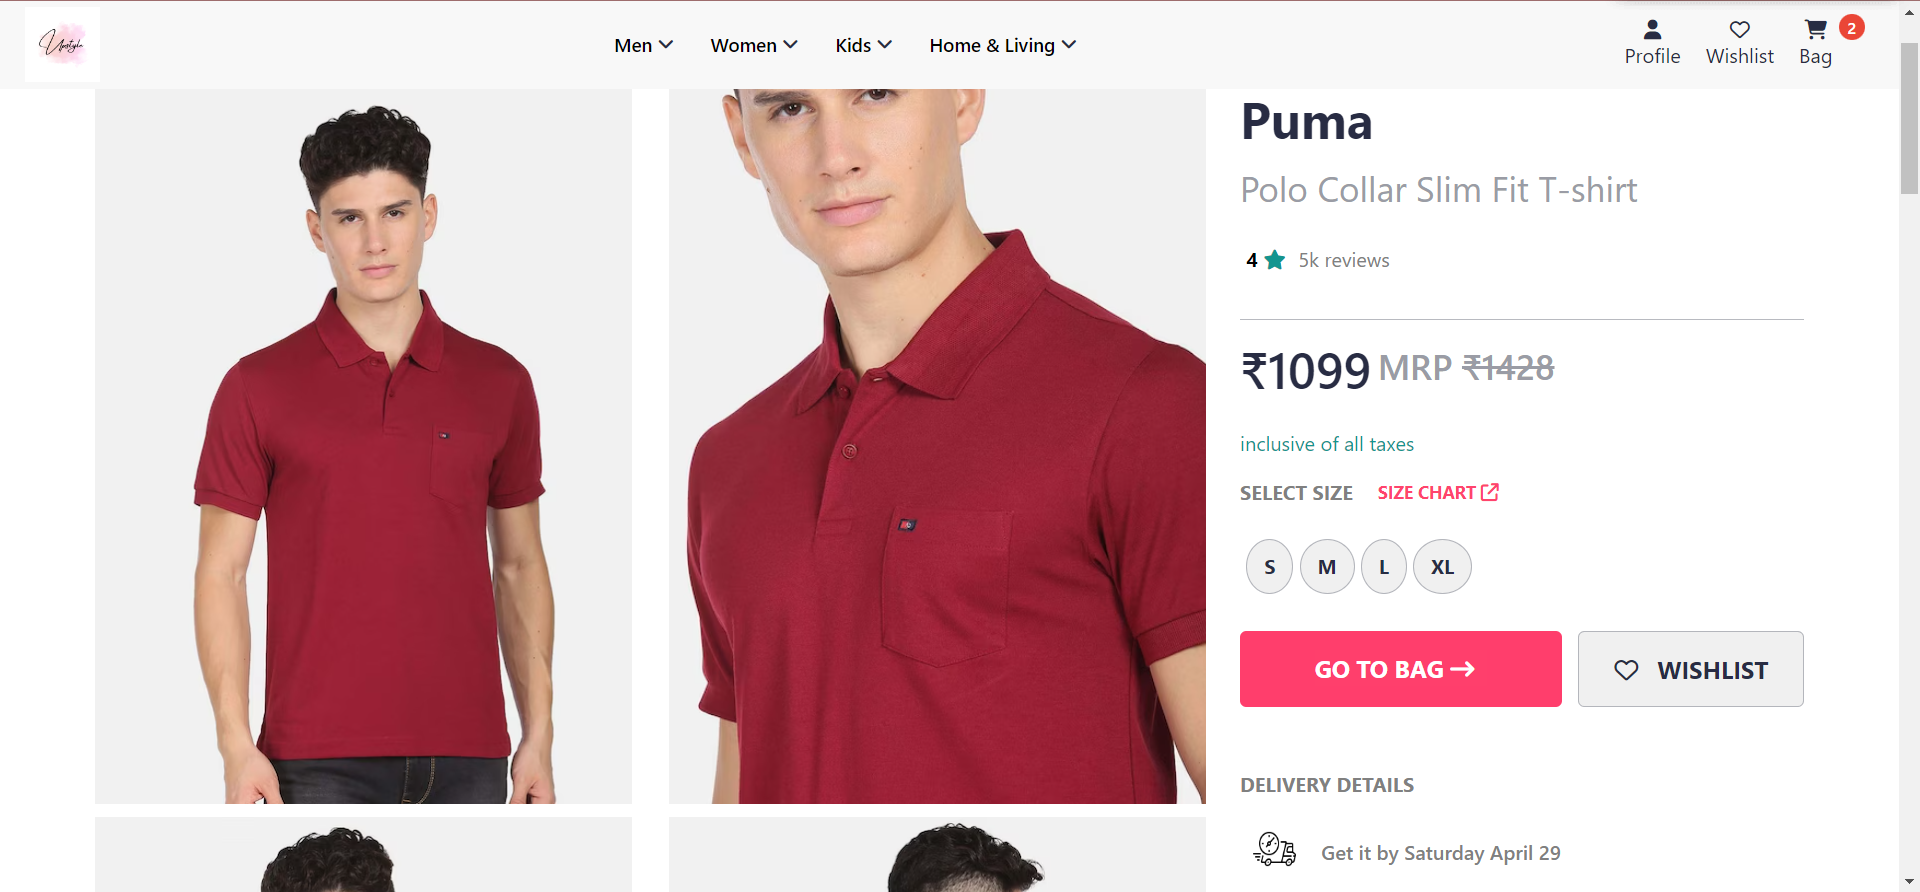 Upstyle
Men Women Kids Home & Living
Profile Wishlist Bag 2
Puma
Polo Collar Slim Fit T-shirt
4 5k reviews
₹1099 MRP ₹1428
inclusive of all taxes
SELECT SIZE SIZE CHART
S M L XL
GO TO BAG WISHLIST
DELIVERY DETAILS
Get it by Saturday April 29